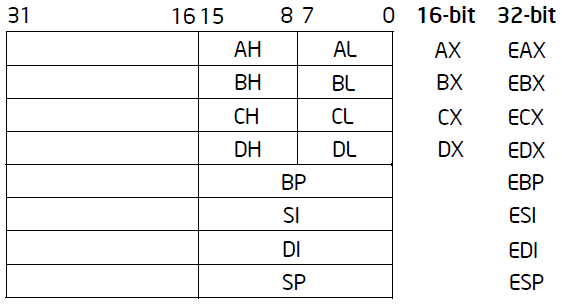 31 16 15 8 7 0 16-bit 32-bit
AH AL AX EAX
BH BL BX EBX
CH CL CX ECX
DH DL DX EDX
BP EBP
SI ESI
DI EDI
SP ESP